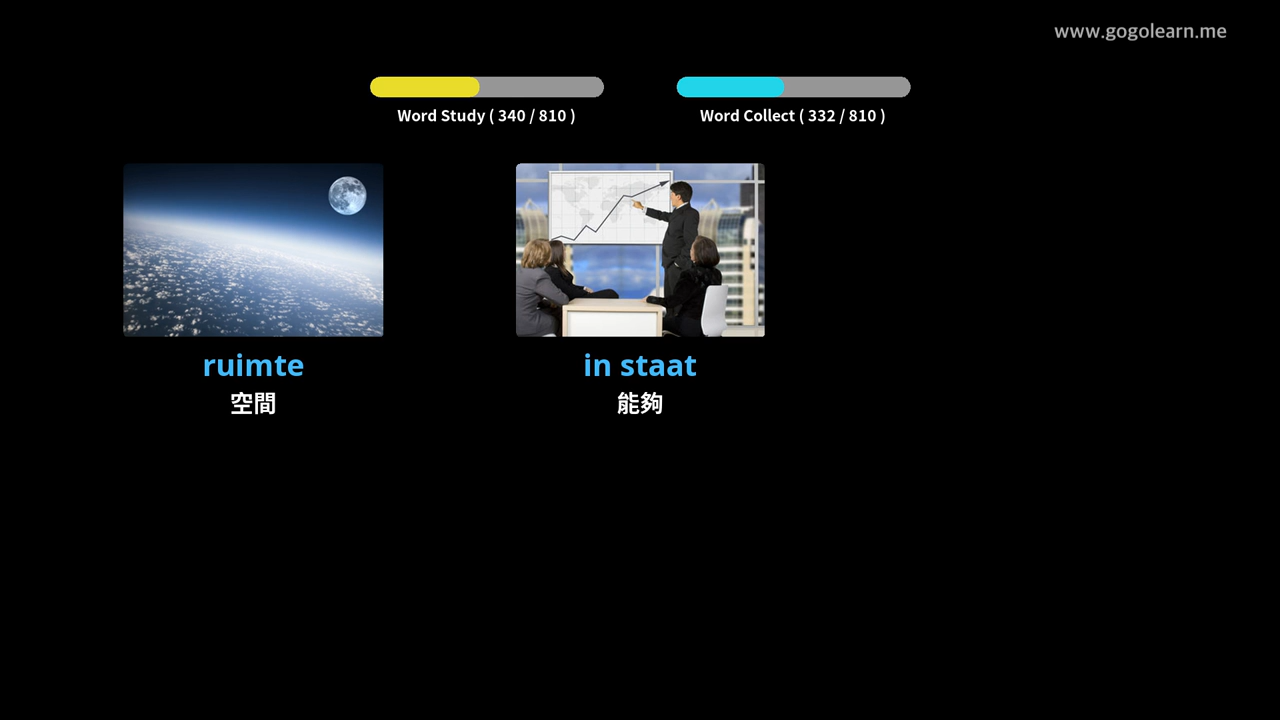 www.gogolearn.me
Word Study ( 340 / 810 )
Word Collect ( 332 / 810 )
ruimte
空間
in staat
能夠